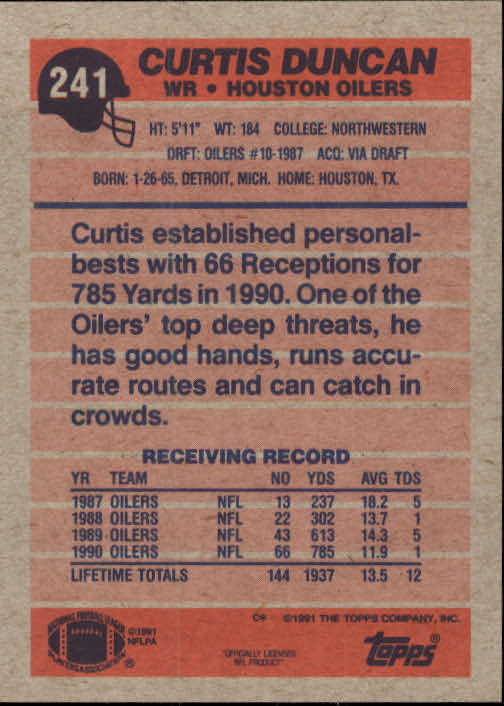 241
CURTIS DUNCAN
WR • HOUSTON OILERS
HT: 5'11" WT: 184 COLLEGE: NORTHWESTERN
DRFT: OILERS #10-1987 ACQ: VIA DRAFT
BORN: 1-26-65, DETROIT, MICH. HOME: HOUSTON, TX.
Curtis established personal-
bests with 66 Receptions for
785 Yards in 1990. One of the
Oilers' top deep threats, he
has good hands, runs accu-
rate routes and can catch in
crowds.
RECEIVING RECORD
YR TEAM NO YDS AVG TDS
1987 OILERS NFL 13 237 18.2 5
1988 OILERS NFL 22 302 13.7 1
1989 OILERS NFL 43 613 14.3 5
1990 OILERS NFL 66 785 11.9 1
LIFETIME TOTALS 144 1937 13.5 12
C* ©1991 THE TOPPS COMPANY, INC.
NATIONAL FOOTBALL LEAGUE
PLAYERS ASSOCIATION
®
©1991
NFLPA
"OFFICIALLY LICENSED
NFL PRODUCT"
topps®